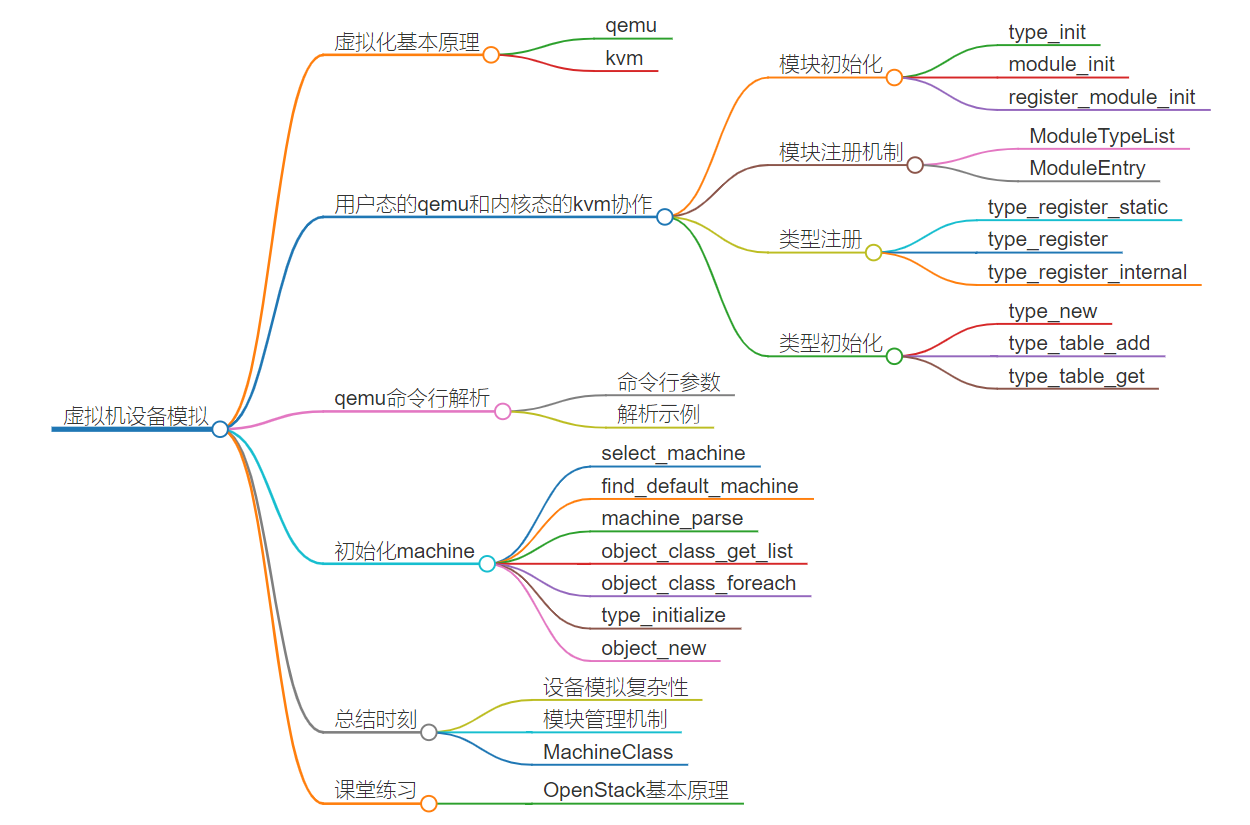 虚拟机设备模拟
虚拟化基本原理
qemu
kvm
用户态的qemu和内核态的kvm协作
模块初始化
type_init
module_init
register_module_init
模块注册机制
ModuleTypeList
ModuleEntry
类型注册
type_register_static
type_register
type_register_internal
类型初始化
type_new
type_table_add
type_table_get
qemu命令行解析
命令行参数
解析示例
初始化machine
select_machine
find_default_machine
machine_parse
object_class_get_list
object_class_foreach
type_initialize
object_new
总结时刻
设备模拟复杂性
模块管理机制
MachineClass
课堂练习
OpenStack基本原理